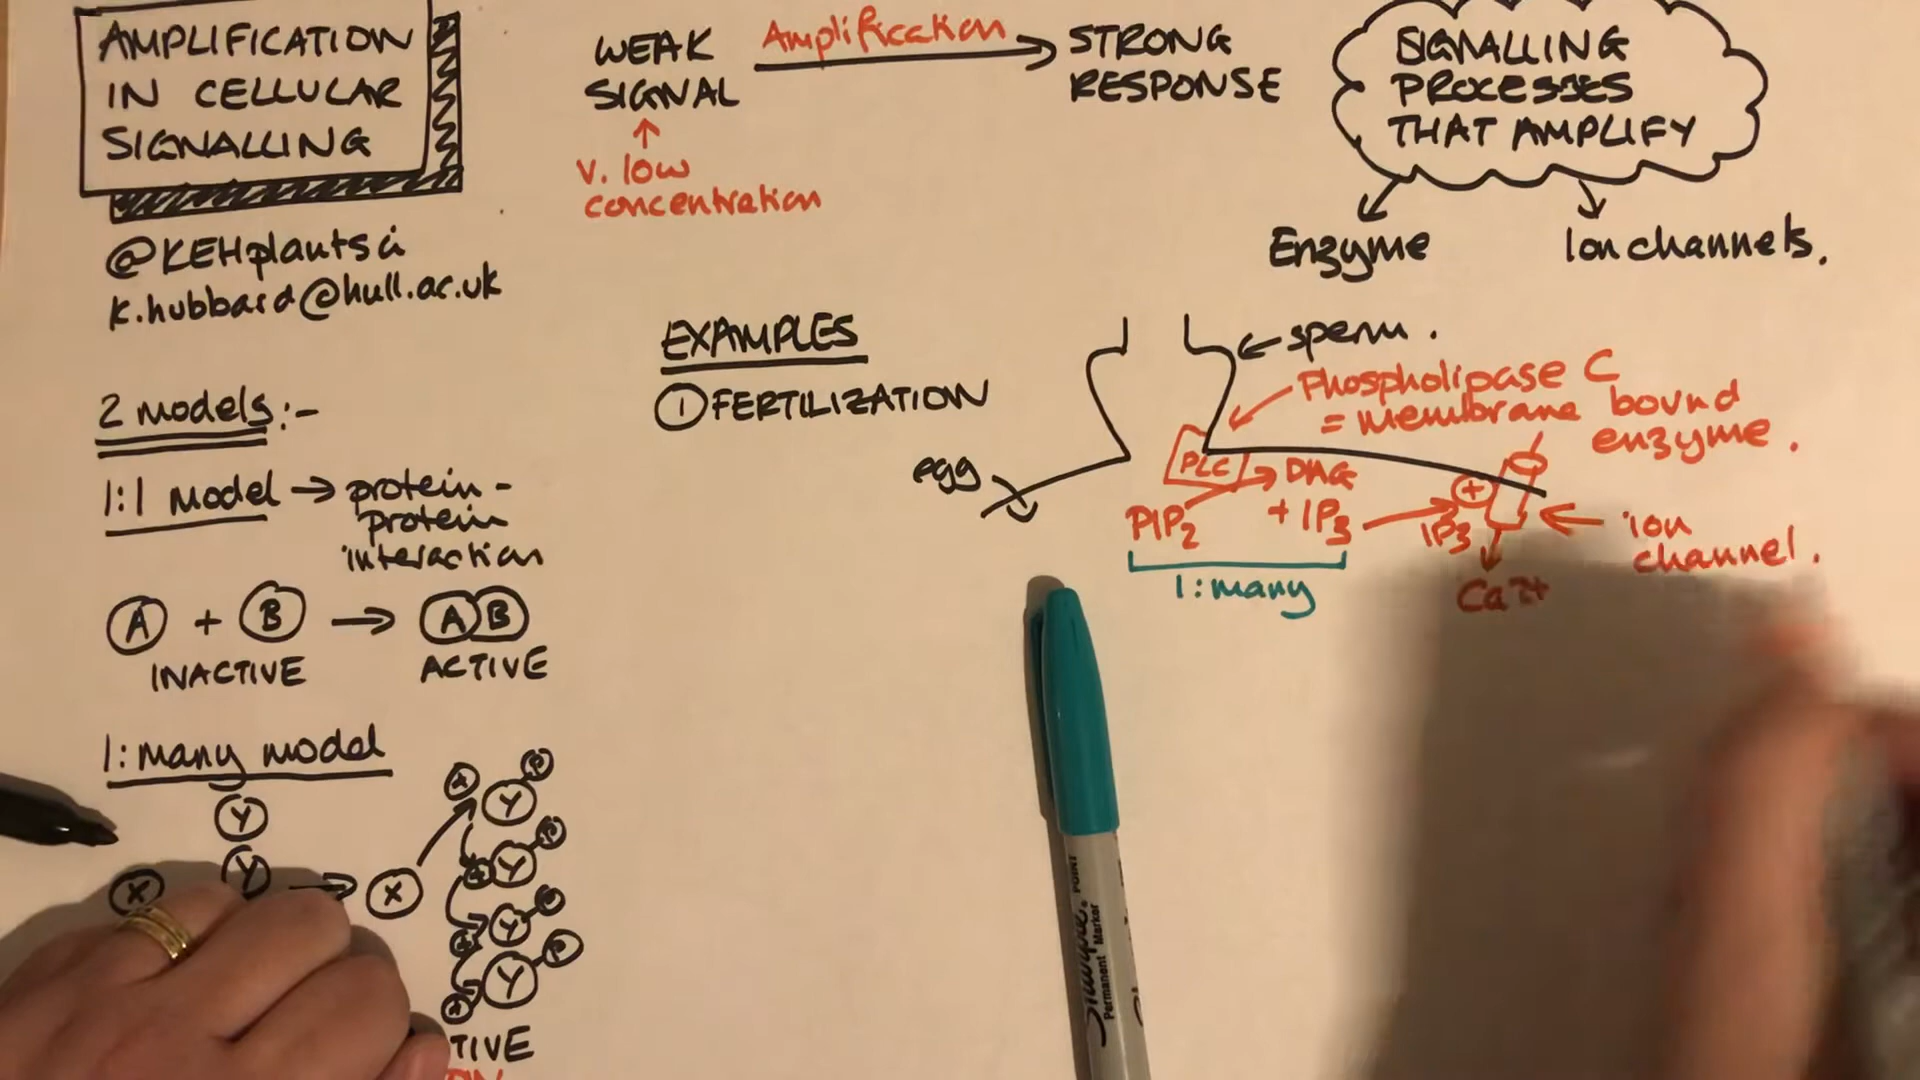 AMPLIFICATION
IN CELLULAR
SIGNALLING
@KEHplantsci
k.hubbard@hull.ac.uk
WEAK
SIGNAL
Amplification
STRONG
RESPONSE
V. low
concentration
SIGNALLING
PROCESSES
THAT AMPLIFY
Enzyme
Ion channels.
2 models:-
1:1 Model → protein-
protein
interaction
A + B → AB
INACTIVE ACTIVE
1:many model
Y
Y
X → X
+ Y P
+ Y P
+ Y P
+ Y P
TIVE
EXAMPLES
① FERTILIZATION
sperm.
egg
Phospholipase C
= membrane bound
enzyme.
PLC
PIP2 → DAG
+ IP3
+
IP3
ion
channel.
Ca2+
1:many
Sharpie
Permanent Marker
POINT